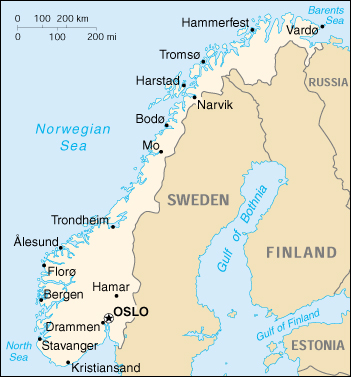 0 100 200 km
0 100 200 mi
Barents
Sea
Hammerfest
Vardø
Tromsø
RUSSIA
Harstad
Narvik
Bodø
Norwegian
Sea
Mo
SWEDEN
Gulf of Bothnia
Trondheim
Ålesund
FINLAND
Florø
Hamar
Bergen
OSLO
Drammen
Gulf of Finland
North
Sea
Stavanger
ESTONIA
Kristiansand